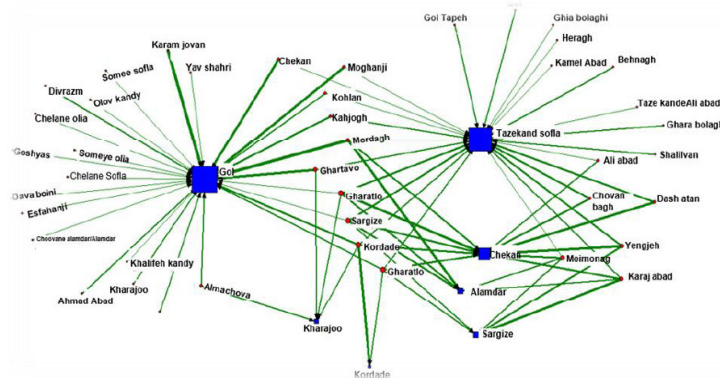 Gol Tapeh
Ghia bolaghi
Heragh
Karam jovan
Kamel Abad
Behnagh
Chekan
Moghanji
Somee sofla
Yav shahri
Divrazm
Olov kandy
Kohlan
Taze kandeAli abad
Chelane olia
Kahjogh
Tazekand sofla
Ghara bolagh
Mordagh
Goshyas
Someye olia
Shalilvan
Ali abad
Gol
Ghartavo
Chelane Sofla
Davaboini
Gharatlo
Chovan
bagh
Dash atan
Esfahanji
Sargize
Choovane alamdar/Alamdar
Kordade
Yengjeh
Chekan
Meimonag
Khalifeh kandy
Gharatlo
Karaj abad
Kharajoo
Almachova
Alamdar
Ahmad Abad
Kharajoo
Sargize
Kordade